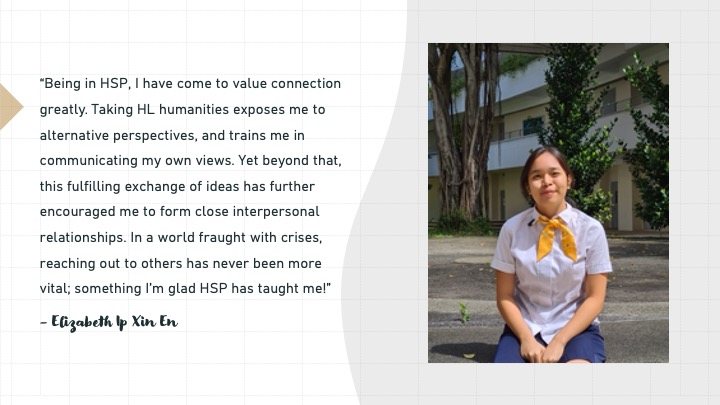 “Being in HSP, I have come to value connection
greatly. Taking HL humanities exposes me to
alternative perspectives, and trains me in
communicating my own views. Yet beyond that,
this fulfilling exchange of ideas has further
encouraged me to form close interpersonal
relationships. In a world fraught with crises,
reaching out to others has never been more
vital; something I’m glad HSP has taught me!”
– Elizabeth Ip Xin En